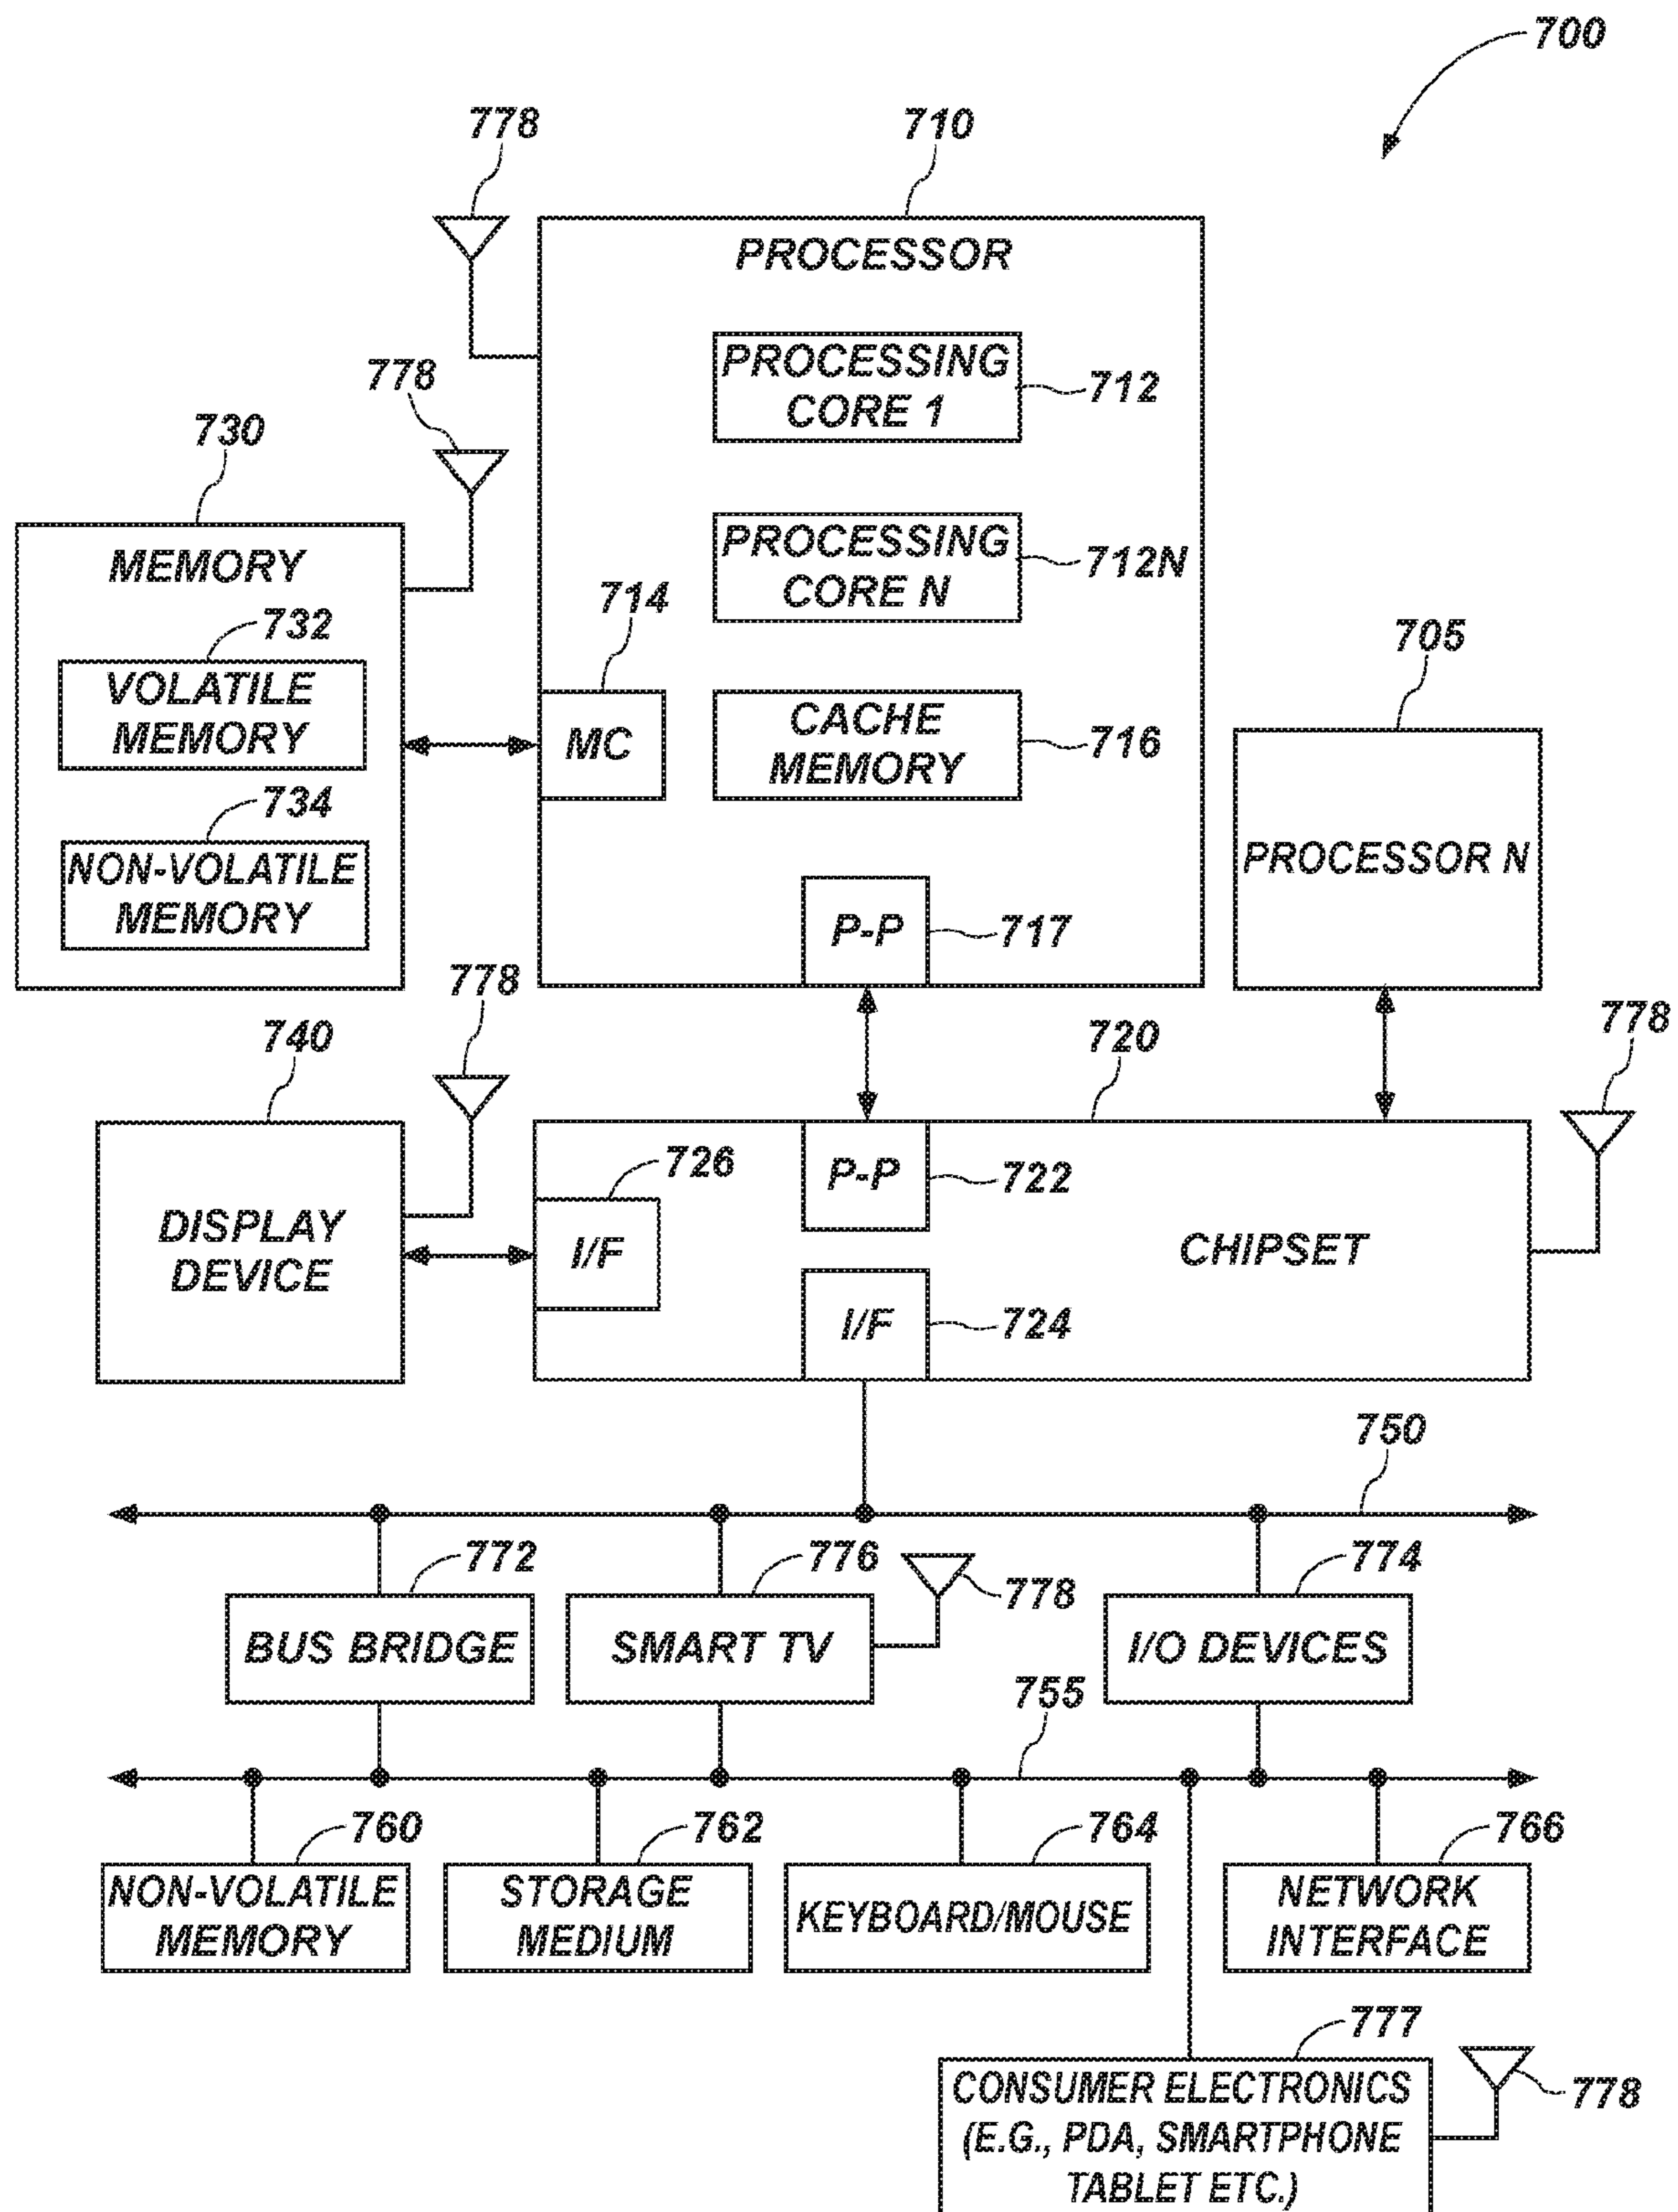 700
778
710
PROCESSOR
778
PROCESSING
CORE 1
712
730
MEMORY
PROCESSING
CORE N
712N
714
732
VOLATILE
MEMORY
MC
CACHE
MEMORY
716
705
734
NON-VOLATILE
MEMORY
PROCESSOR N
P-P
717
778
740
720
778
DISPLAY
DEVICE
726
I/F
P-P
722
CHIPSET
I/F
724
750
772
776
778
774
BUS BRIDGE
SMART TV
I/O DEVICES
755
760
762
764
766
NON-VOLATILE
MEMORY
STORAGE
MEDIUM
KEYBOARD/MOUSE
NETWORK
INTERFACE
777
CONSUMER ELECTRONICS
(E.G., PDA, SMARTPHONE
TABLET ETC.)
778